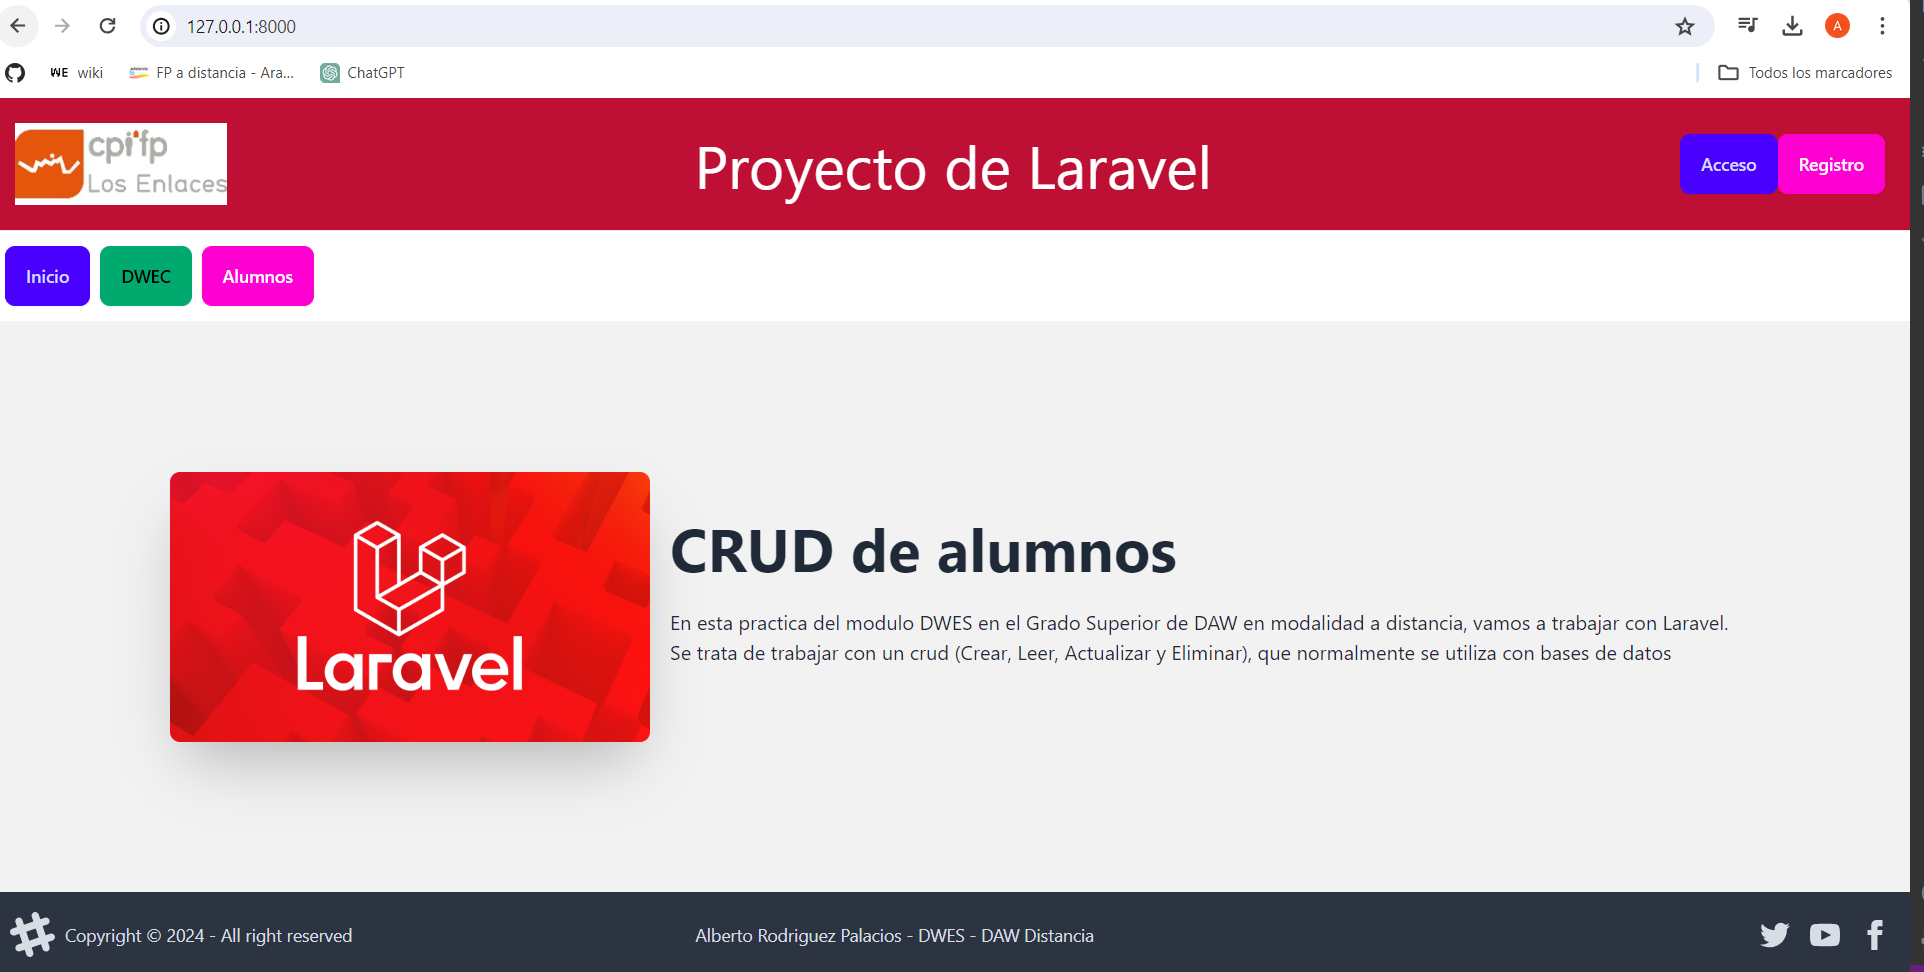 127.0.0.1:8000
A
WE wiki
FP a distancia - Ara...
ChatGPT
Todos los marcadores
cpi'fp
Los Enlaces
Proyecto de Laravel
Acceso
Registro
Inicio
DWEC
Alumnos
Laravel
CRUD de alumnos
En esta practica del modulo DWES en el Grado Superior de DAW en modalidad a distancia, vamos a trabajar con Laravel.
Se trata de trabajar con un crud (Crear, Leer, Actualizar y Eliminar), que normalmente se utiliza con bases de datos
Copyright © 2024 - All right reserved
Alberto Rodriguez Palacios - DWES - DAW Distancia